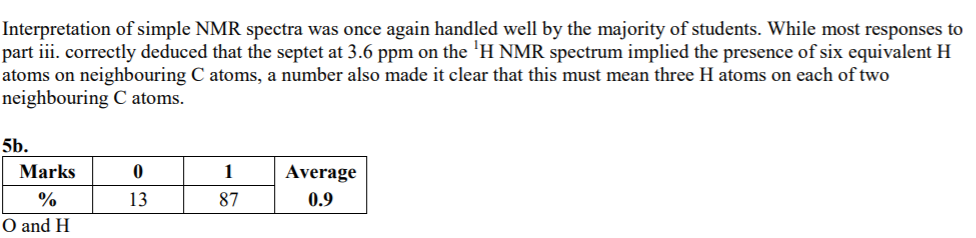 Interpretation of simple NMR spectra was once again handled well by the majority of students. While most responses to
part iii. correctly deduced that the septet at 3.6 ppm on the ¹H NMR spectrum implied the presence of six equivalent H
atoms on neighbouring C atoms, a number also made it clear that this must mean three H atoms on each of two
neighbouring C atoms.
5b.
Marks 0 1 Average
% 13 87 0.9
O and H